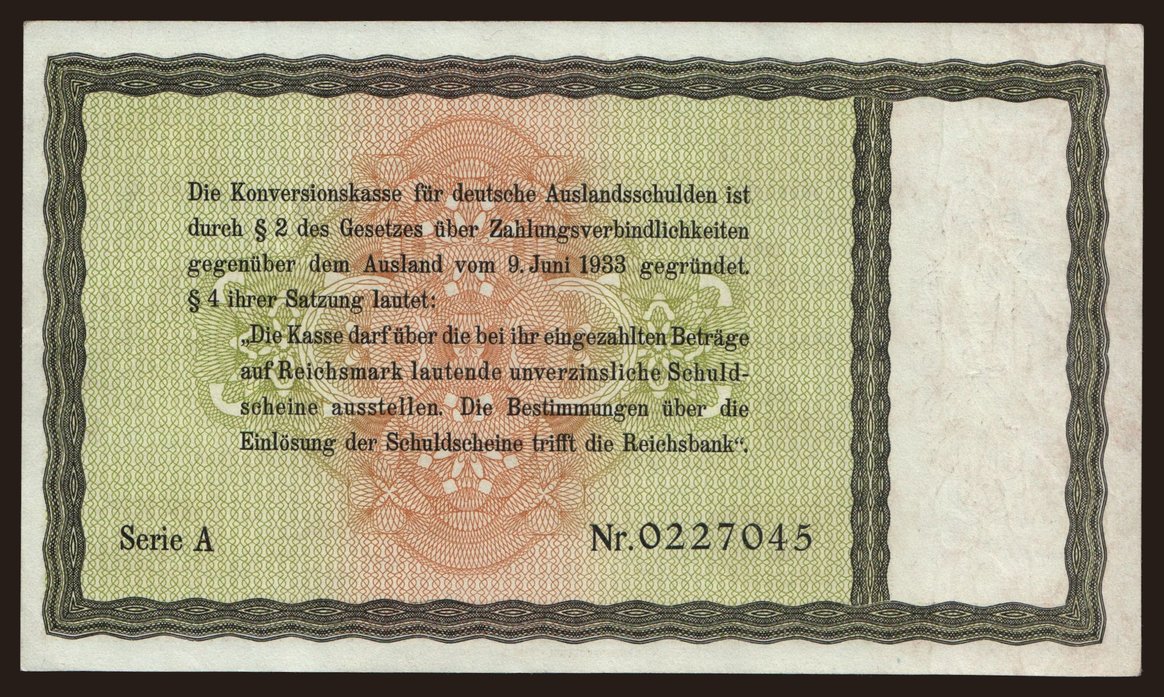 Die Konversionskasse für deutsche Auslandsschulden ist
durch § 2 des Gesetzes über Zahlungsverbindlichkeiten
gegenüber dem Ausland vom 9. Juni 1933 gegründet.
§ 4 ihrer Satzung lautet:
„Die Kasse darf über die bei ihr eingezahlten Beträge
auf Reichsmark lautende unverzinsliche Schuld-
scheine ausstellen. Die Bestimmungen über die
Einlösung der Schuldscheine trifft die Reichsbank“.
Serie A Nr. 0227045